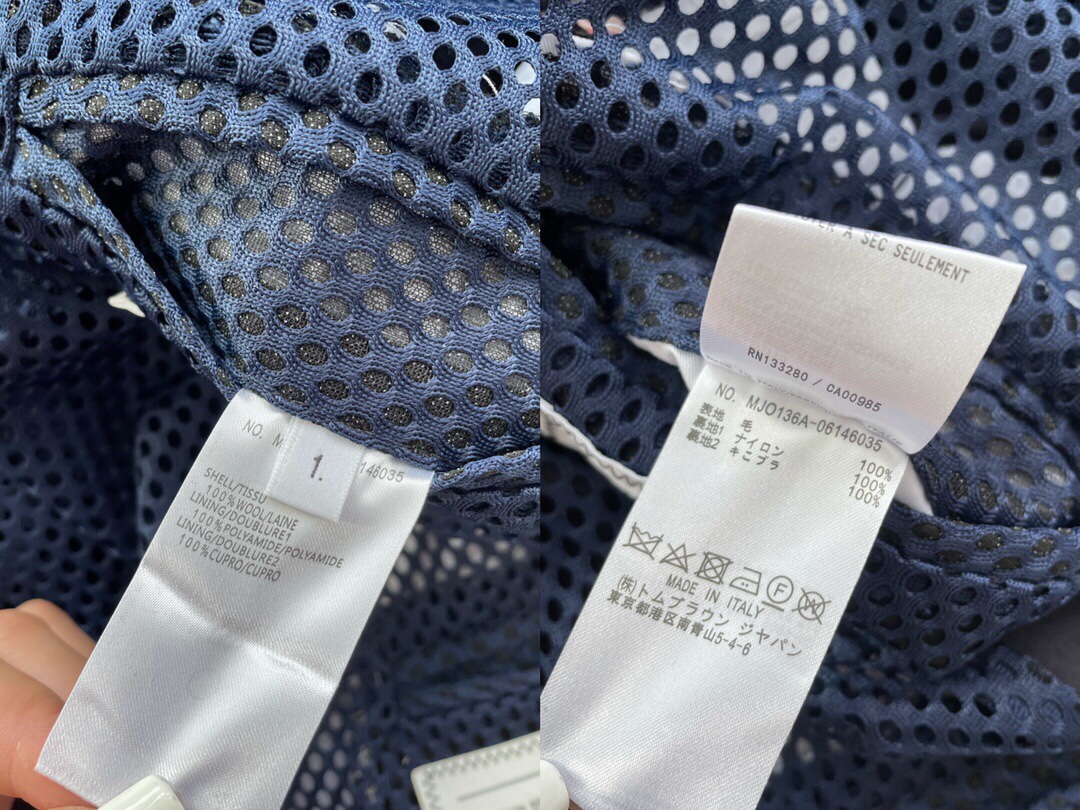 NO. M
146035
1.
SHELL/TISSU
100%WOOL/LAINE
LINING/DOUBLURE1
100%POLYAMIDE/POLYAMIDE
LINING/DOUBLURE2
100%CUPRO/CUPRO
A SEC SEULEMENT
RN133280 / CA00985
NO. MJO136A-06146035
表地 毛 100%
裏地1 ナイロン 100%
裏地2 キュプラ 100%
MADE IN ITALY
(株)トムブラウン ジャパン
東京都港区南青山5-4-6